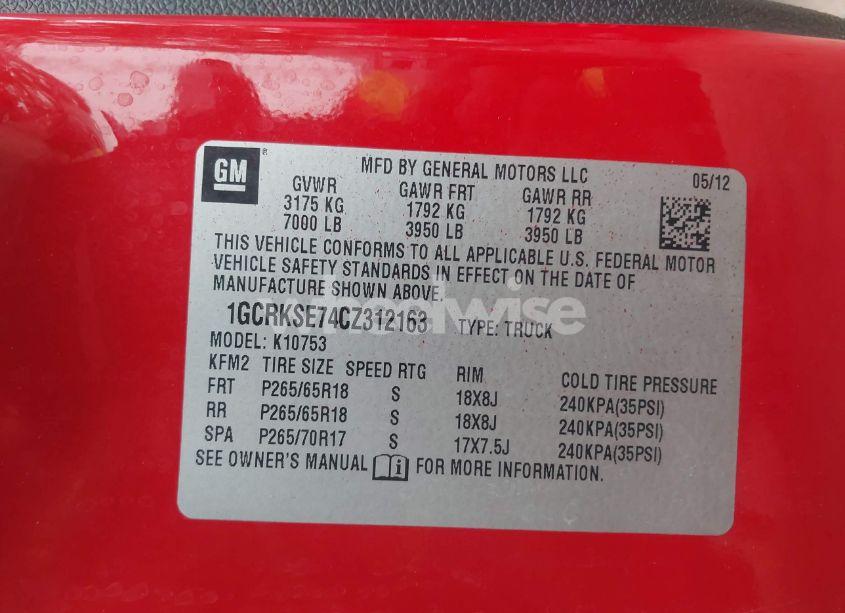 GM
MFD BY GENERAL MOTORS LLC 05/12
GVWR GAWR FRT GAWR RR
3175 KG 1792 KG 1792 KG
7000 LB 3950 LB 3950 LB
THIS VEHICLE CONFORMS TO ALL APPLICABLE U.S. FEDERAL MOTOR
VEHICLE SAFETY STANDARDS IN EFFECT ON THE DATE OF
MANUFACTURE SHOWN ABOVE.
wheelwise
1GCRKSE74CZ312163 TYPE: TRUCK
MODEL: K10753
KFM2 TIRE SIZE SPEED RTG RIM COLD TIRE PRESSURE
FRT P265/65R18 S 18X8J 240KPA(35PSI)
RR P265/65R18 S 18X8J 240KPA(35PSI)
SPA P265/70R17 S 17X7.5J 240KPA(35PSI)
SEE OWNER'S MANUAL FOR MORE INFORMATION.